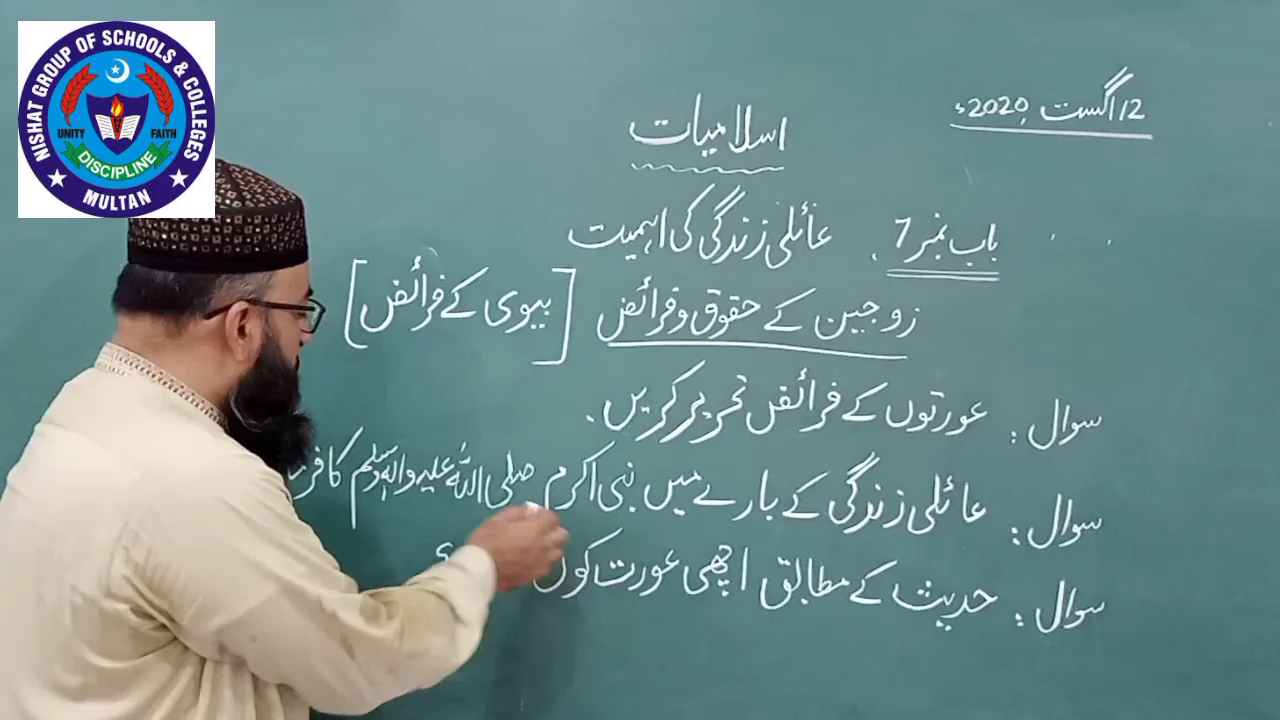 NISHAT GROUP OF SCHOOLS & COLLEGES
UNITY FAITH
DISCIPLINE
MULTAN
12 اگست 2020ء
اسلامیات
باب نمبر 7 عائلی زندگی کی اہمیت
زوجین کے حقوق و فرائض [بیوی کے فرائض]
سوال: عورتوں کے فرائض تحریر کریں۔
سوال: عائلی زندگی کے بارے میں نبی اکرم صلی اللہ علیہ والہ وسلم کا
سوال: حدیث کے مطابق اچھی عورت